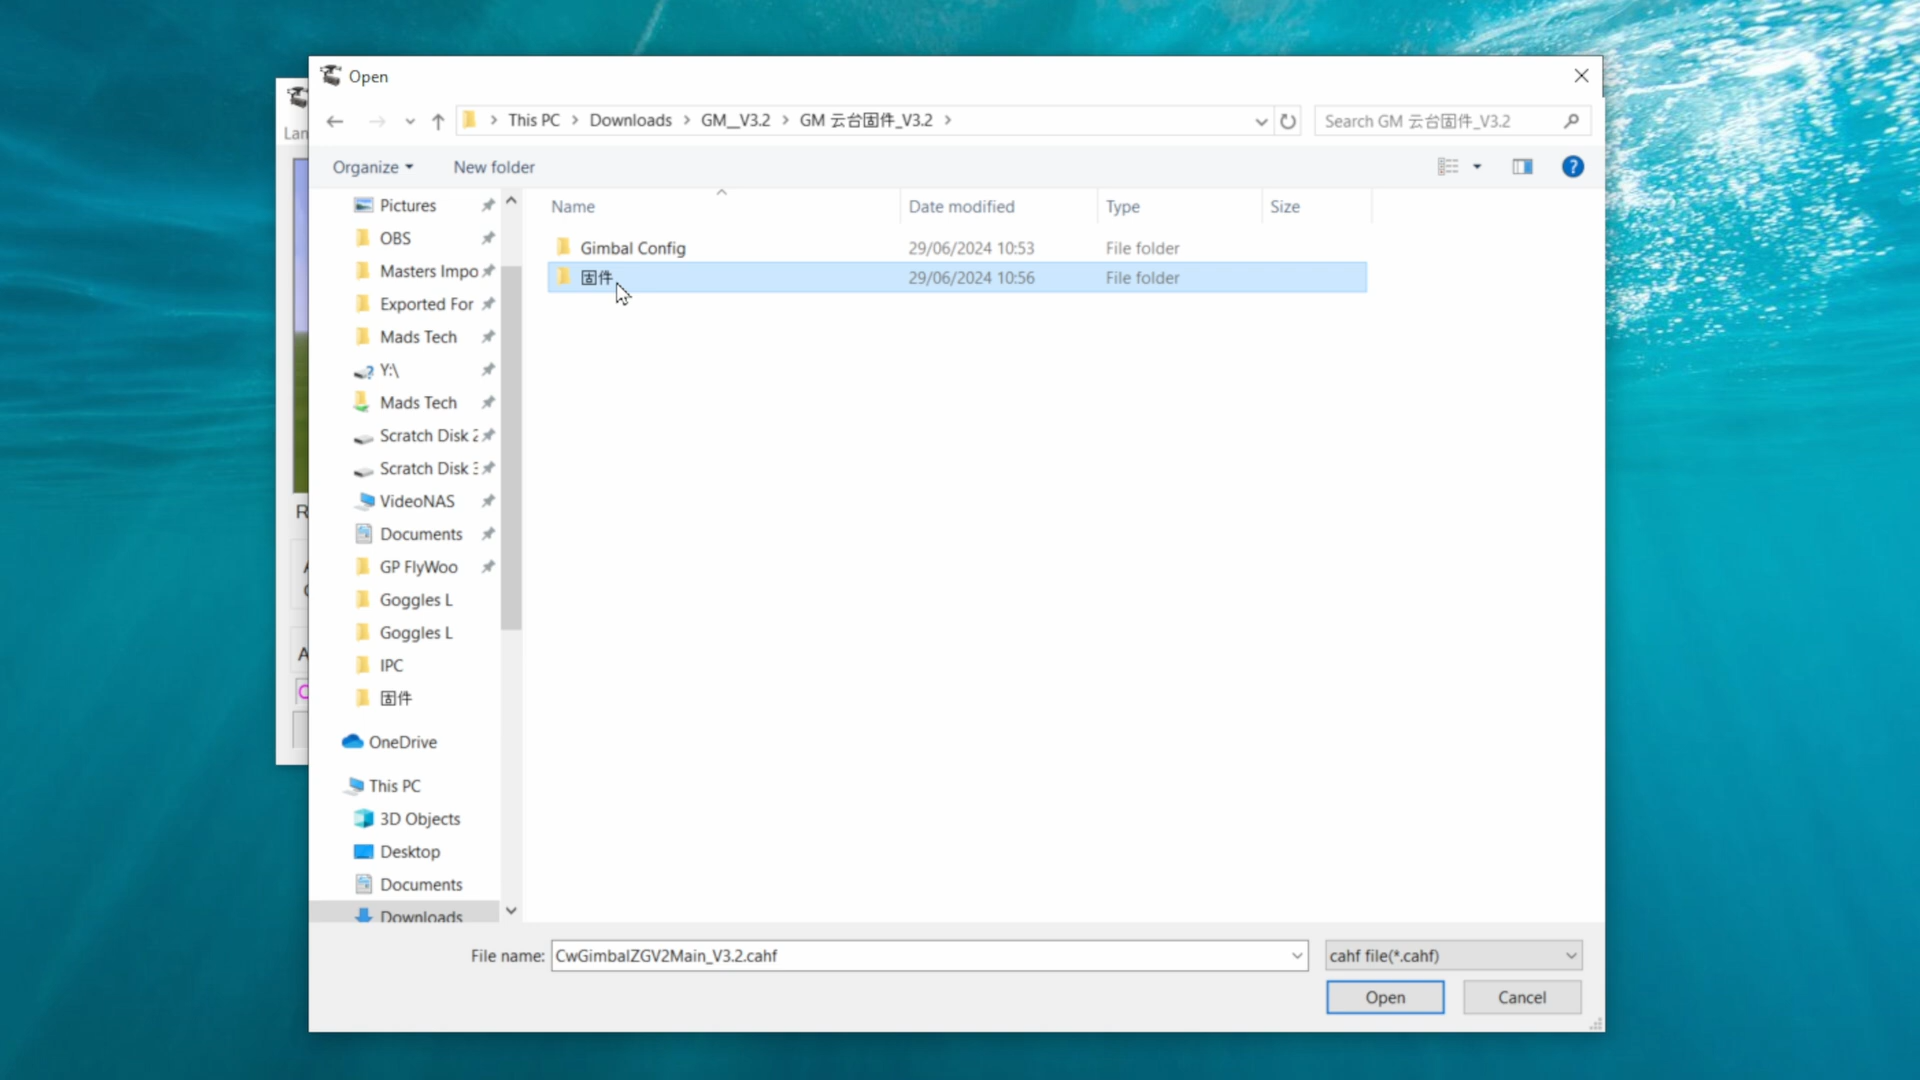 Open
This PC > Downloads > GM__V3.2 > GM 云台固件_V3.2 >
Search GM 云台固件_V3.2
Organize
New folder
Lan
Name
Date modified
Type
Size
Gimbal Config
29/06/2024 10:53
File folder
固件
29/06/2024 10:56
File folder
Pictures
OBS
Masters Impo
Exported For
Mads Tech
Y:\
Mads Tech
Scratch Disk 2
Scratch Disk
VideoNAS
Documents
GP FlyWoo
Goggles L
Goggles L
IPC
固件
OneDrive
This PC
3D Objects
Desktop
Documents
Downloads
R
A
File name:
CwGimbalZGV2Main_V3.2.cahf
cahf file(*.cahf)
Open
Cancel